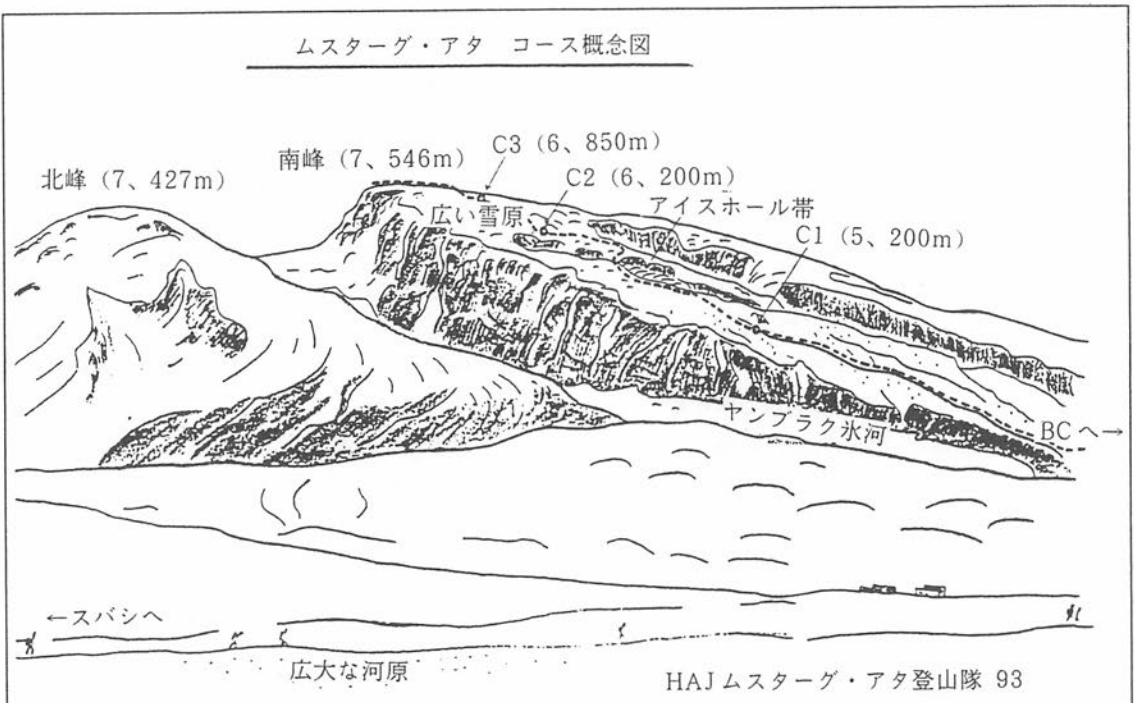 ムスターグ・アタ コース概念図
C3 (6、850m)
南峰 (7、546m)
C2 (6、200m)
北峰 (7、427m)
アイスホール帯
広い雪原
C1 (5、200m)
ヤンブラク氷河
BCへ→
←スバシへ
広大な河原
HAJムスターグ・アタ登山隊 93